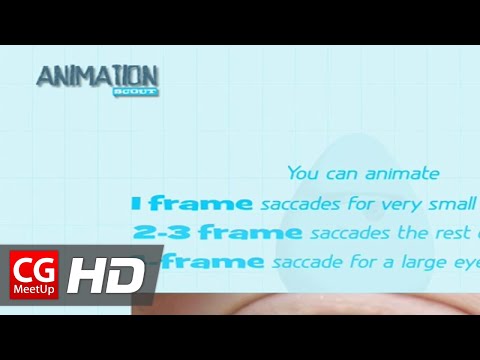 ANIMATION
SCOUT
You can animate
1 frame saccades for very small
2-3 frame saccades the rest
-frame saccade for a large eye
CG
MeetUp
HD